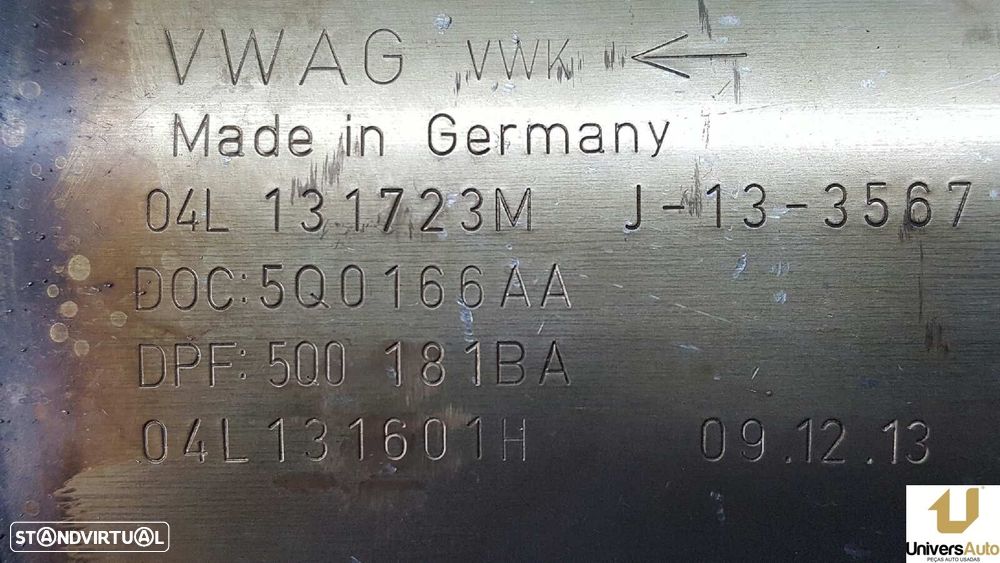 VWAG VWK
Made in Germany
04L 131723M J-13-3567
DOC:5Q0166AA
DPF:5Q0 181BA
04L131601H 09.12.13
STANDVIRTUAL
UniversAuto
PEÇAS AUTO USADAS